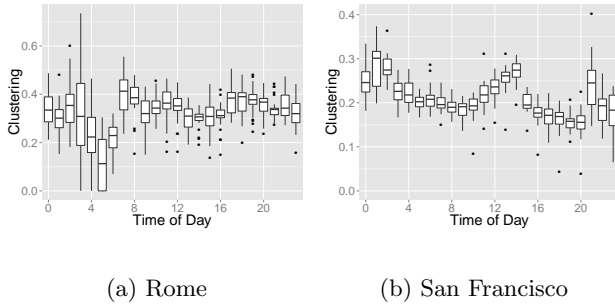 0.6
0.4
0.2
0.0
Clustering
0 4 8 12 16 20
Time of Day
0.4
0.3
0.2
0.1
0.0
Clustering
0 4 8 12 16 20
Time of Day
(a) Rome
(b) San Francisco